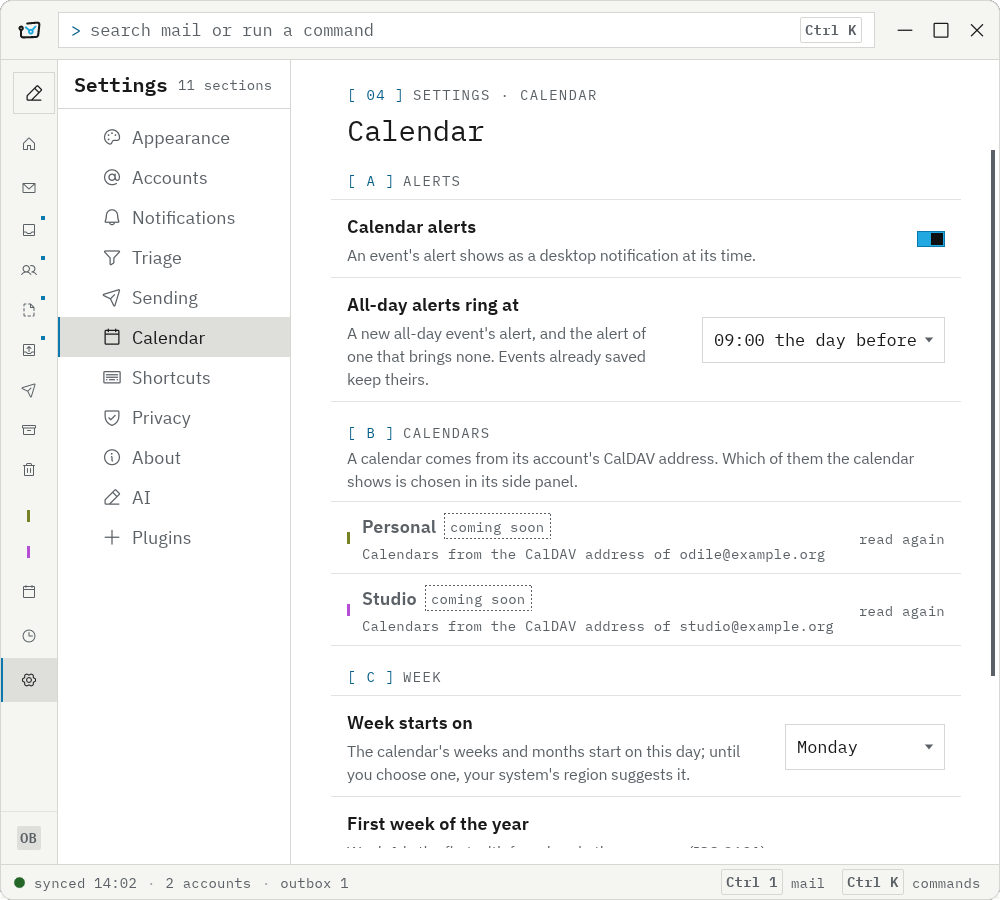 > search mail or run a command Ctrl K
Settings 11 sections
Appearance
Accounts
Notifications
Triage
Sending
Calendar
Shortcuts
Privacy
About
AI
Plugins
OB
[ 04 ] SETTINGS · CALENDAR
Calendar
[ A ] ALERTS
Calendar alerts
An event's alert shows as a desktop notification at its time.
All-day alerts ring at
A new all-day event's alert, and the alert of
one that brings none. Events already saved
keep theirs.
09:00 the day before
[ B ] CALENDARS
A calendar comes from its account's CalDAV address. Which of them the calendar
shows is chosen in its side panel.
Personal coming soon
Calendars from the CalDAV address of odile@example.org
read again
Studio coming soon
Calendars from the CalDAV address of studio@example.org
read again
[ C ] WEEK
Week starts on
The calendar's weeks and months start on this day; until
you choose one, your system's region suggests it.
Monday
First week of the year
synced 14:02 · 2 accounts · outbox 1
Ctrl 1 mail Ctrl K commands